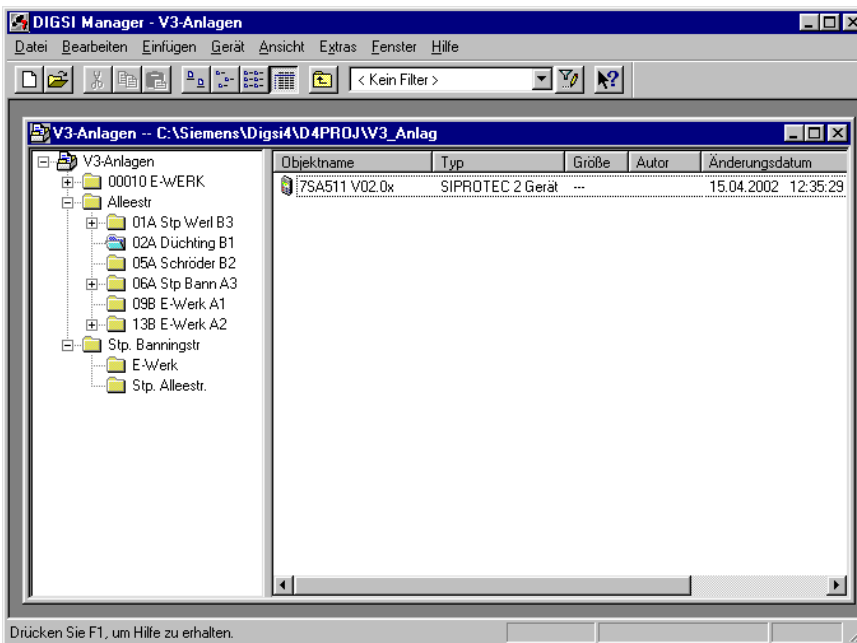 DIGSI Manager - V3-Anlagen
Datei Bearbeiten Einfügen Gerät Ansicht Extras Fenster Hilfe
< Kein Filter >
V3-Anlagen -- C:\Siemens\Digsi4\D4PROJ\V3_Anlag
V3-Anlagen
00010 E-WERK
Alleestr
01A Stp Werl B3
02A Düchting B1
05A Schröder B2
06A Stp Bann A3
09B E-Werk A1
13B E-Werk A2
Stp. Banningstr
E-Werk
Stp. Alleestr.
Objektname Typ Größe Autor Änderungsdatum
7SA511 V02.0x SIPROTEC 2 Gerät --- 15.04.2002 12:35:29
Drücken Sie F1, um Hilfe zu erhalten.